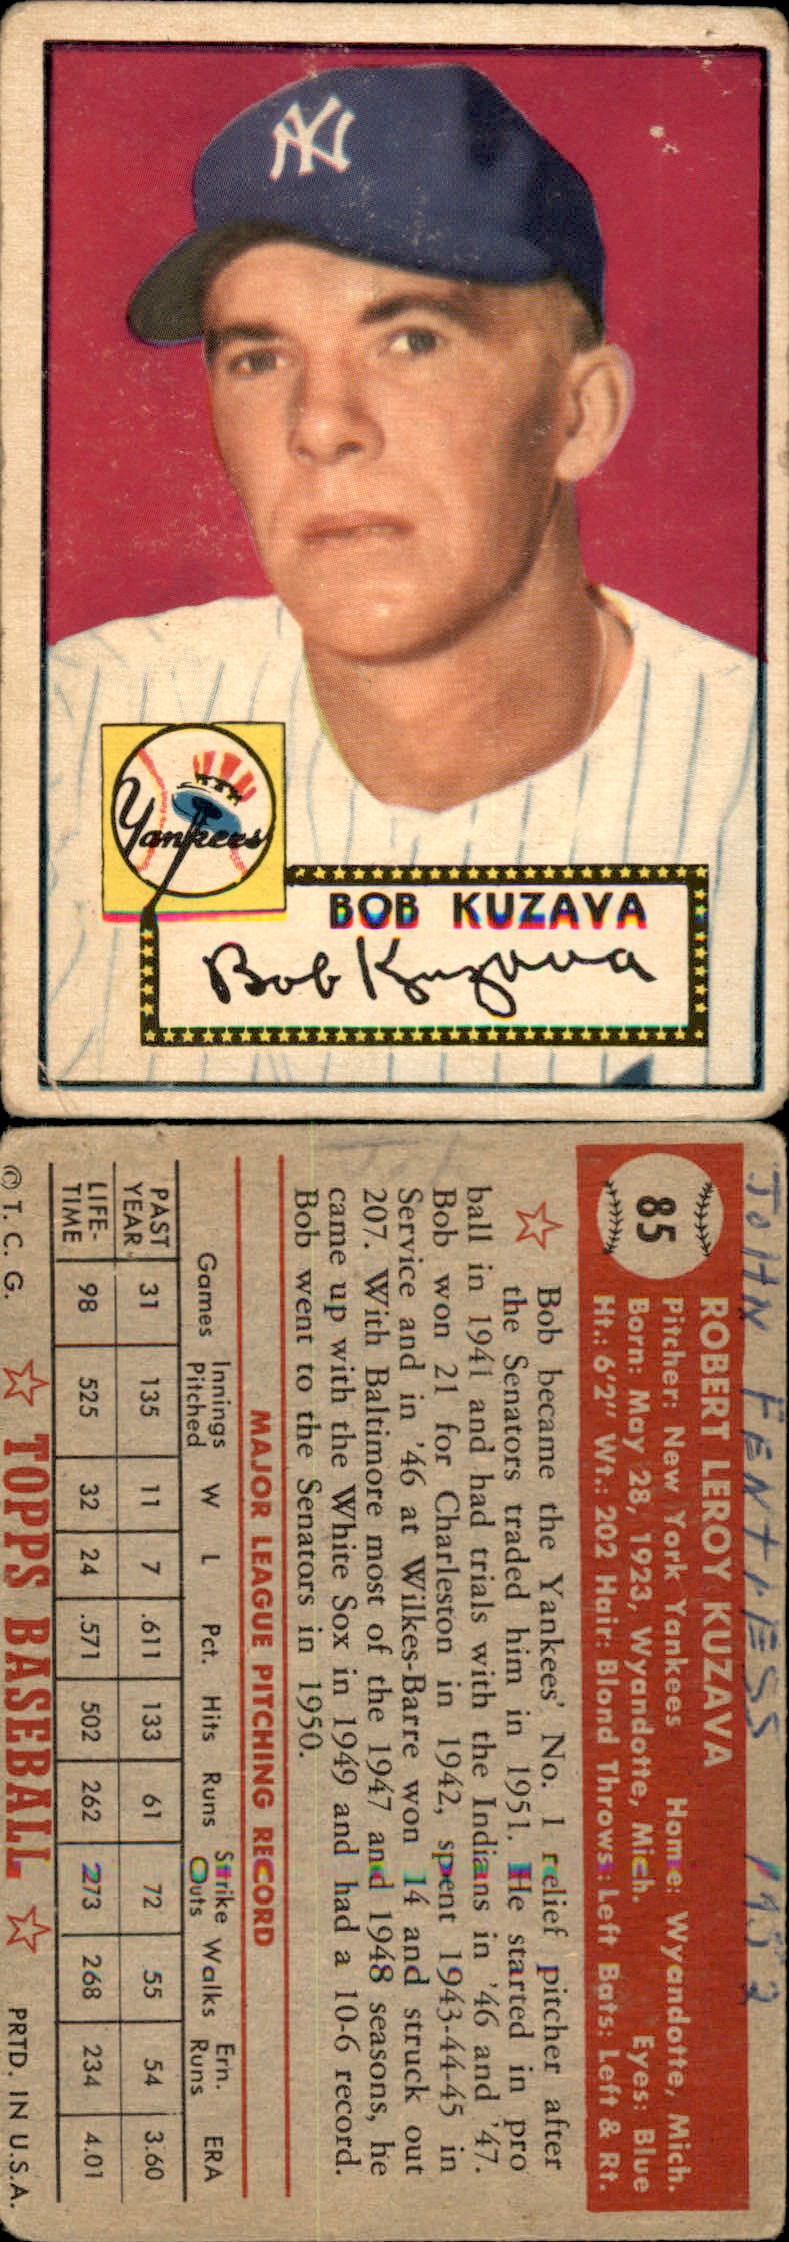 NY
Yankees
BOB KUZAVA
Bob Kuzava
JOHN FENTRESS 1952
85
ROBERT LEROY KUZAVA
Pitcher: New York Yankees Home: Wyandotte, Mich.
Born: May 28, 1923, Wyandotte, Mich. Eyes: Blue
Ht.: 6'2" Wt.: 202 Hair: Blond Throws: Left Bats: Left & Rt.
Bob became the Yankees' No. 1 relief pitcher after
the Senators traded him in 1951. He started in pro
ball in 1941 and had trials with the Indians in '46 and '47.
Bob won 21 for Charleston in 1942, spent 1943-44-45 in
Service and in '46 at Wilkes-Barre won 14 and struck out
207. With Baltimore most of the 1947 and 1948 seasons, he
came up with the White Sox in 1949 and had a 10-6 record.
Bob went to the Senators in 1950.
MAJOR LEAGUE PITCHING RECORD
Games Innings Pitched W L Pct. Hits Runs Strike Outs Walks Ern. Runs ERA
PAST YEAR 31 135 11 7 .611 133 61 72 55 54 3.60
LIFE-TIME 98 525 32 24 .571 502 262 273 268 234 4.01
© T. C. G. TOPPS BASEBALL PRTD. IN U.S.A.